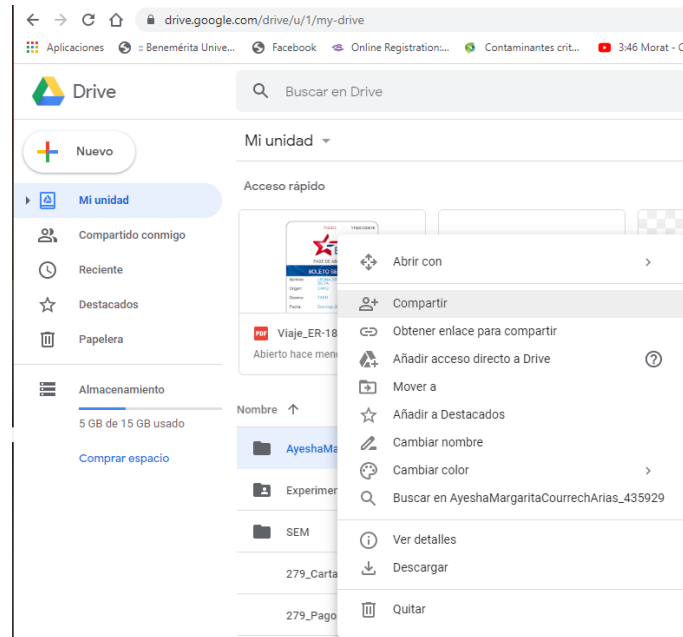 drive.google.com/drive/u/1/my-drive
Aplicaciones :: Benemérita Unive... Facebook Online Registration:... Contaminantes crit... 3:46 Morat - C
Drive
Buscar en Drive
Nuevo
Mi unidad
Compartido conmigo
Reciente
Destacados
Papelera
Almacenamiento
5 GB de 15 GB usado
Comprar espacio
Mi unidad
Acceso rápido
PDF Viaje_ER-18
Abierto hace men
Nombre
AyeshaMa
Experimen
SEM
279_Carta
279_Pago
Abrir con
Compartir
Obtener enlace para compartir
Añadir acceso directo a Drive
Mover a
Añadir a Destacados
Cambiar nombre
Cambiar color
Buscar en AyeshaMargaritaCourrechArias_435929
Ver detalles
Descargar
Quitar